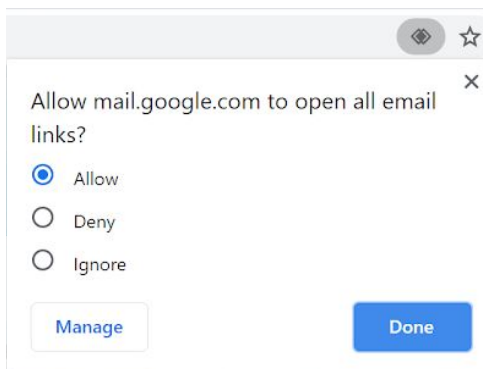 Allow mail.google.com to open all email
links?
Allow
Deny
Ignore
Manage
Done